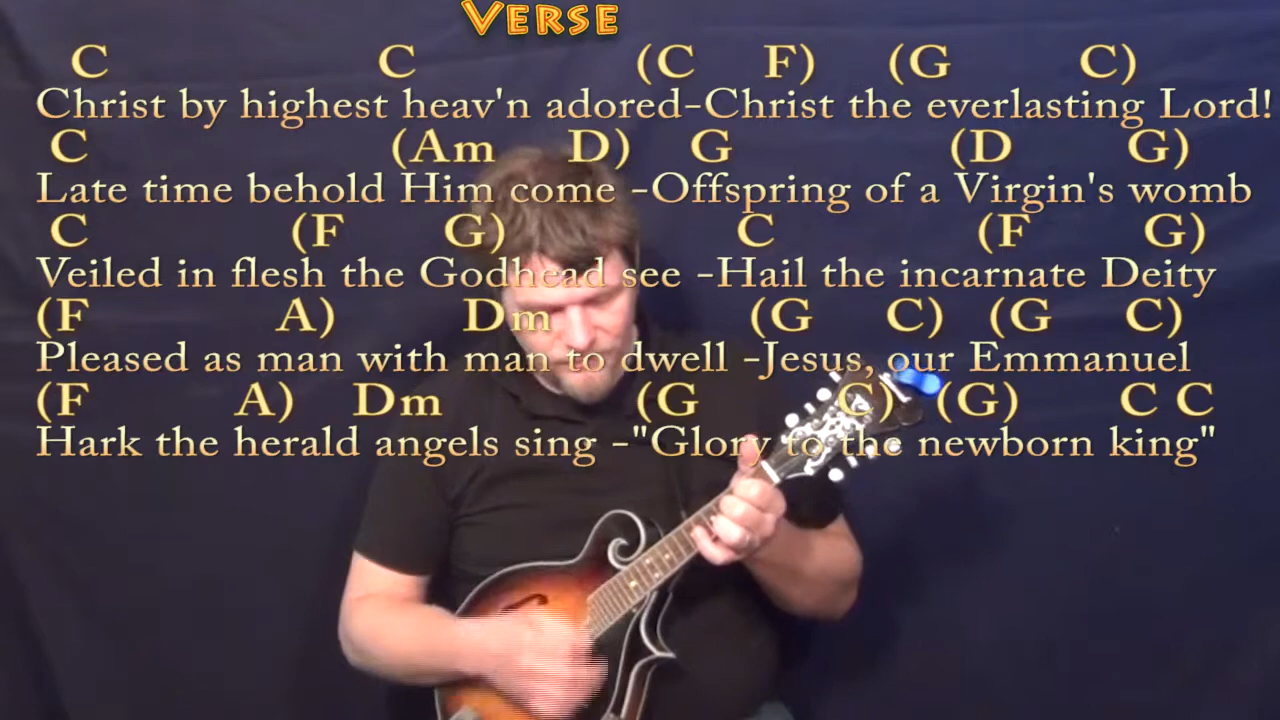 VERSE
C C (C F) (G C)
Christ by highest heav'n adored-Christ the everlasting Lord!
C (Am D) G (D G)
Late time behold Him come -Offspring of a Virgin's womb
C (F G) C (F G)
Veiled in flesh the Godhead see -Hail the incarnate Deity
(F A) Dm (G C) (G C)
Pleased as man with man to dwell -Jesus, our Emmanuel
(F A) Dm (G C) (G) C C
Hark the herald angels sing -"Glory to the newborn king"